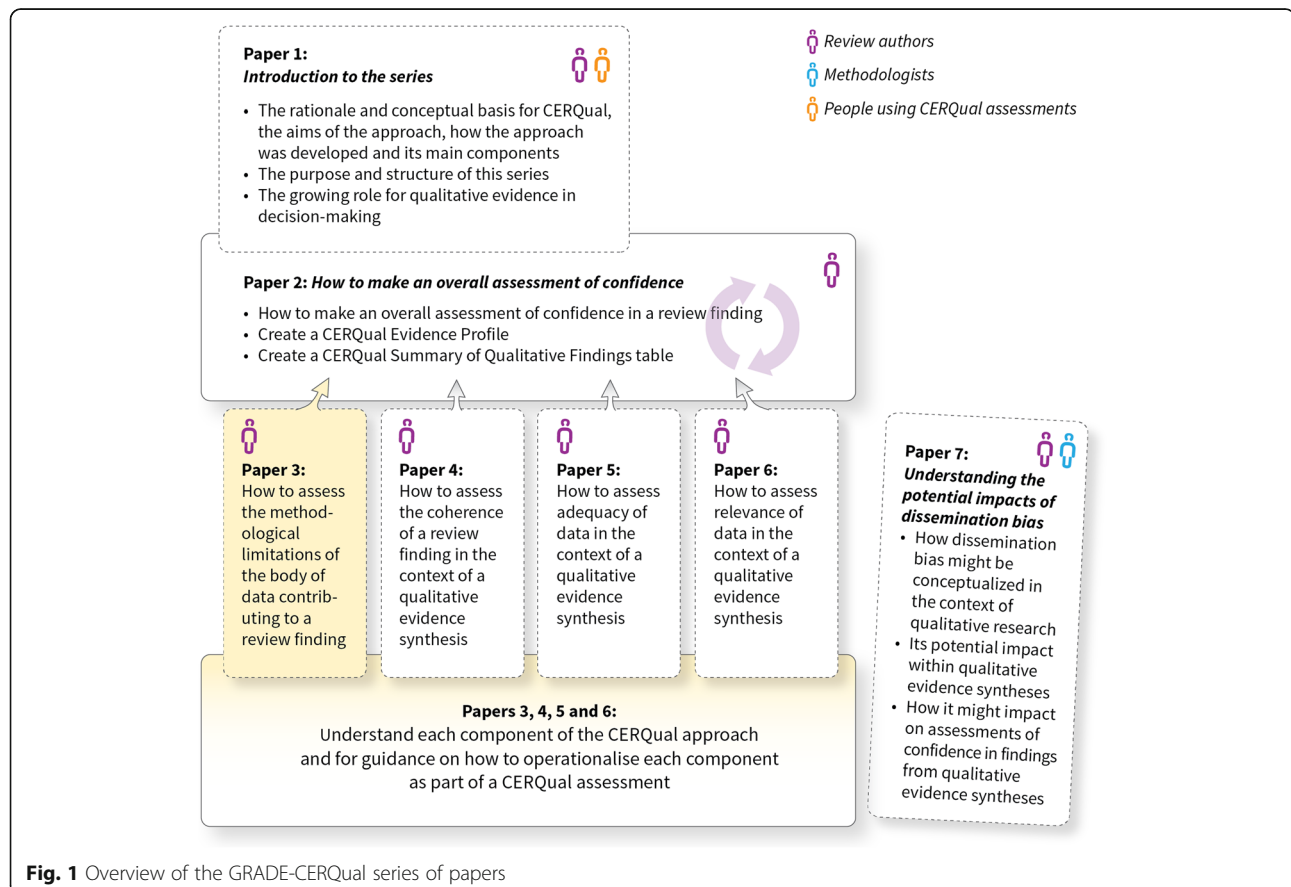 Paper 1:
Introduction to the series
• The rationale and conceptual basis for CERQual,
the aims of the approach, how the approach
was developed and its main components
• The purpose and structure of this series
• The growing role for qualitative evidence in
decision-making
Review authors
Methodologists
People using CERQual assessments
Paper 2: How to make an overall assessment of confidence
• How to make an overall assessment of confidence in a review finding
• Create a CERQual Evidence Profile
• Create a CERQual Summary of Qualitative Findings table
Paper 3:
How to assess
the method-
ological
limitations of
the body of
data contrib-
uting to a
review finding
Paper 4:
How to assess
the coherence
of a review
finding in the
context of a
qualitative
evidence
synthesis
Paper 5:
How to assess
adequacy of
data in the
context of a
qualitative
evidence
synthesis
Paper 6:
How to assess
relevance of
data in the
context of a
qualitative
evidence
synthesis
Papers 3, 4, 5 and 6:
Understand each component of the CERQual approach
and for guidance on how to operationalise each component
as part of a CERQual assessment
Paper 7:
Understanding the
potential impacts of
dissemination bias
• How dissemination
bias might be
conceptualized in
the context of
qualitative research
• Its potential impact
within qualitative
evidence syntheses
• How it might impact
on assessments of
confidence in findings
from qualitative
evidence syntheses
Fig. 1 Overview of the GRADE-CERQual series of papers